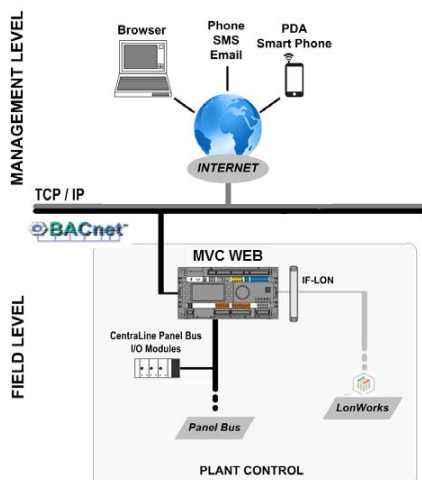 MANAGEMENT LEVEL
Browser
Phone
SMS
Email
PDA
Smart Phone
INTERNET
TCP / IP
BACnet™
MVC WEB
IF-LON
CentraLine Panel Bus
I/O Modules
FIELD LEVEL
Panel Bus
LonWorks
PLANT CONTROL